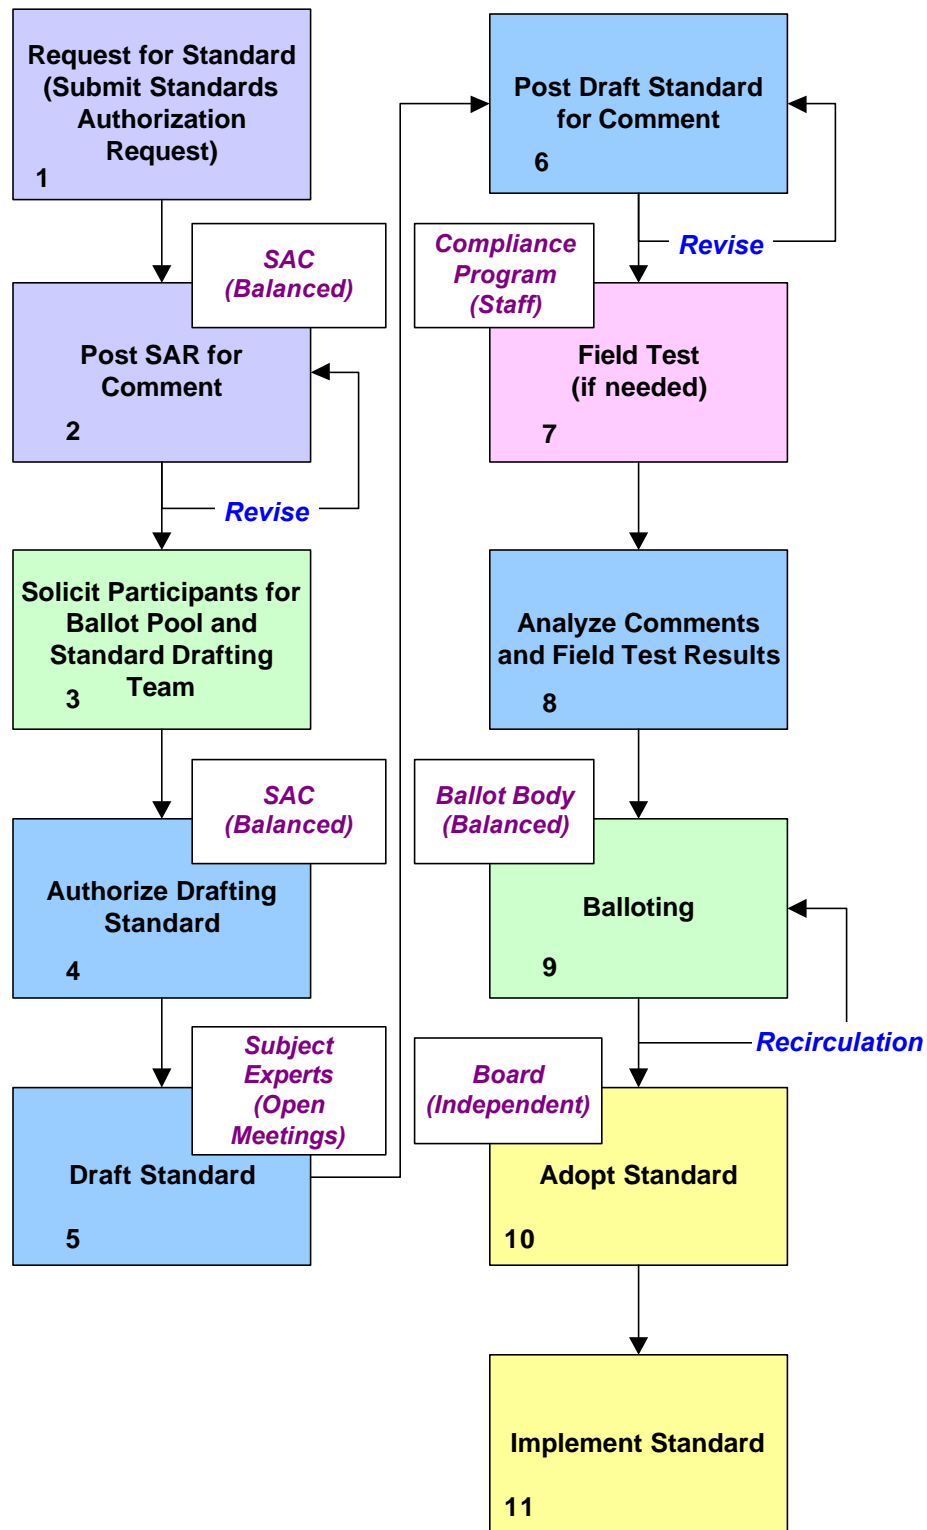 Request for Standard
(Submit Standards
Authorization
Request)
1
SAC
(Balanced)
Post SAR for
Comment
2
Revise
Solicit Participants for
Ballot Pool and
Standard Drafting
Team
3
SAC
(Balanced)
Authorize Drafting
Standard
4
Subject
Experts
(Open
Meetings)
Draft Standard
5
Post Draft Standard
for Comment
6
Revise
Compliance
Program
(Staff)
Field Test
(if needed)
7
Analyze Comments
and Field Test Results
8
Ballot Body
(Balanced)
Balloting
9
Recirculation
Board
(Independent)
Adopt Standard
10
Implement Standard
11